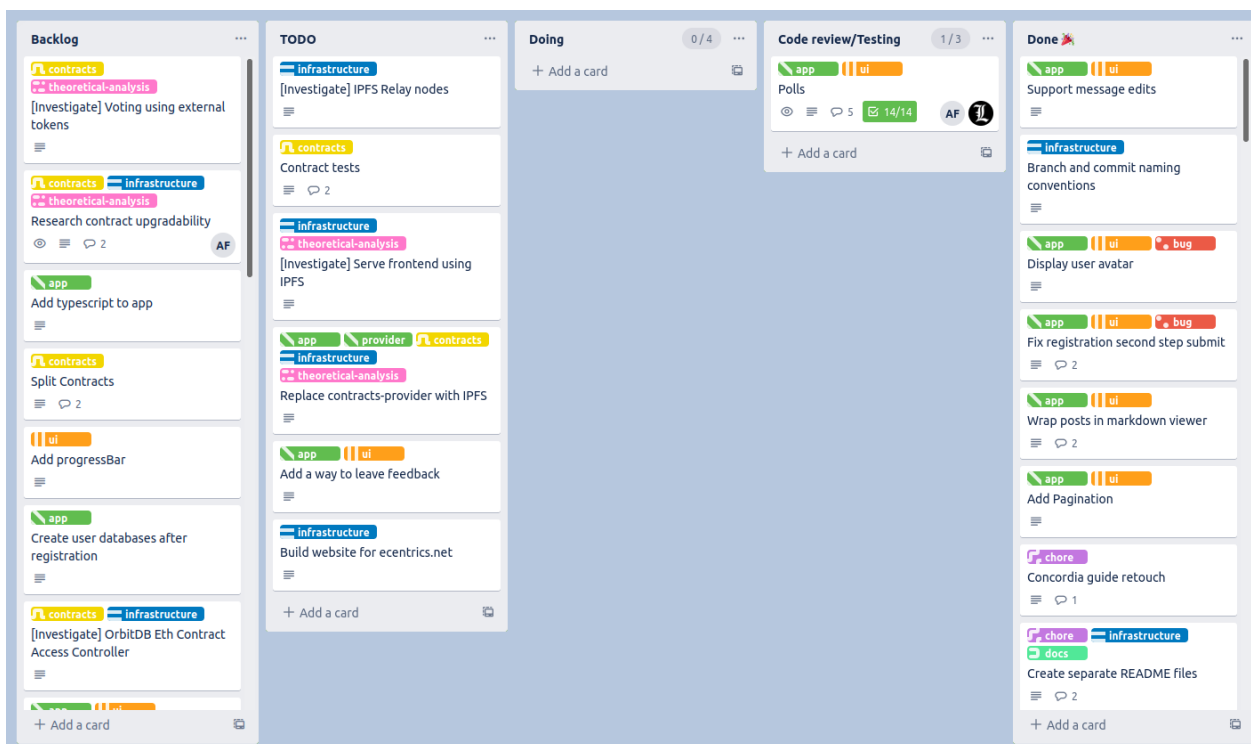 Backlog
contracts
theoretical-analysis
[Investigate] Voting using external
tokens
contracts infrastructure
theoretical-analysis
Research contract upgradability
2 AF
app
Add typescript to app
contracts
Split Contracts
2
ui
Add progressBar
app
Create user databases after
registration
contracts infrastructure
[Investigate] OrbitDB Eth Contract
Access Controller
app ui
+ Add a card
TODO
infrastructure
[Investigate] IPFS Relay nodes
contracts
Contract tests
2
infrastructure
theoretical-analysis
[Investigate] Serve frontend using
IPFS
app provider contracts
infrastructure
theoretical-analysis
Replace contracts-provider with IPFS
app ui
Add a way to leave feedback
infrastructure
Build website for ecentrics.net
+ Add a card
Doing 0/4
+ Add a card
Code review/Testing 1/3
app ui
Polls
5 14/14 AF L
+ Add a card
Done 🎉
app ui
Support message edits
infrastructure
Branch and commit naming
conventions
app ui bug
Display user avatar
app ui bug
Fix registration second step submit
2
app ui
Wrap posts in markdown viewer
2
app ui
Add Pagination
chore
Concordia guide retouch
1
chore infrastructure
docs
Create separate README files
2
+ Add a card